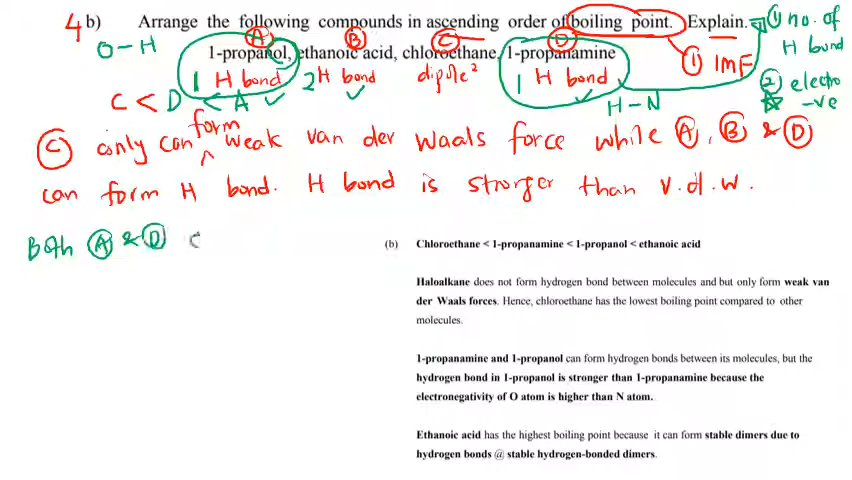 4 b) Arrange the following compounds in ascending order of boiling point. Explain. ① no. of
O-H A B C D H bond
1-propanol, ethanoic acid, chloroethane, 1-propanamine ① IMF
1 H bond 2 H bond dipole² 1 H bond ② electro
C < D < A H-N -ve
form
Ⓒ only can ^ weak van der Waals force while Ⓐ, Ⓑ & Ⓓ
can form H bond. H bond is stronger than v.d.w.
Both Ⓐ & Ⓓ c
(b) Chloroethane < 1-propanamine < 1-propanol < ethanoic acid
Haloalkane does not form hydrogen bond between molecules and but only form weak van
der Waals forces. Hence, chloroethane has the lowest boiling point compared to other
molecules.
1-propanamine and 1-propanol can form hydrogen bonds between its molecules, but the
hydrogen bond in 1-propanol is stronger than 1-propanamine because the
electronegativity of O atom is higher than N atom.
Ethanoic acid has the highest boiling point because it can form stable dimers due to
hydrogen bonds @ stable hydrogen-bonded dimers.